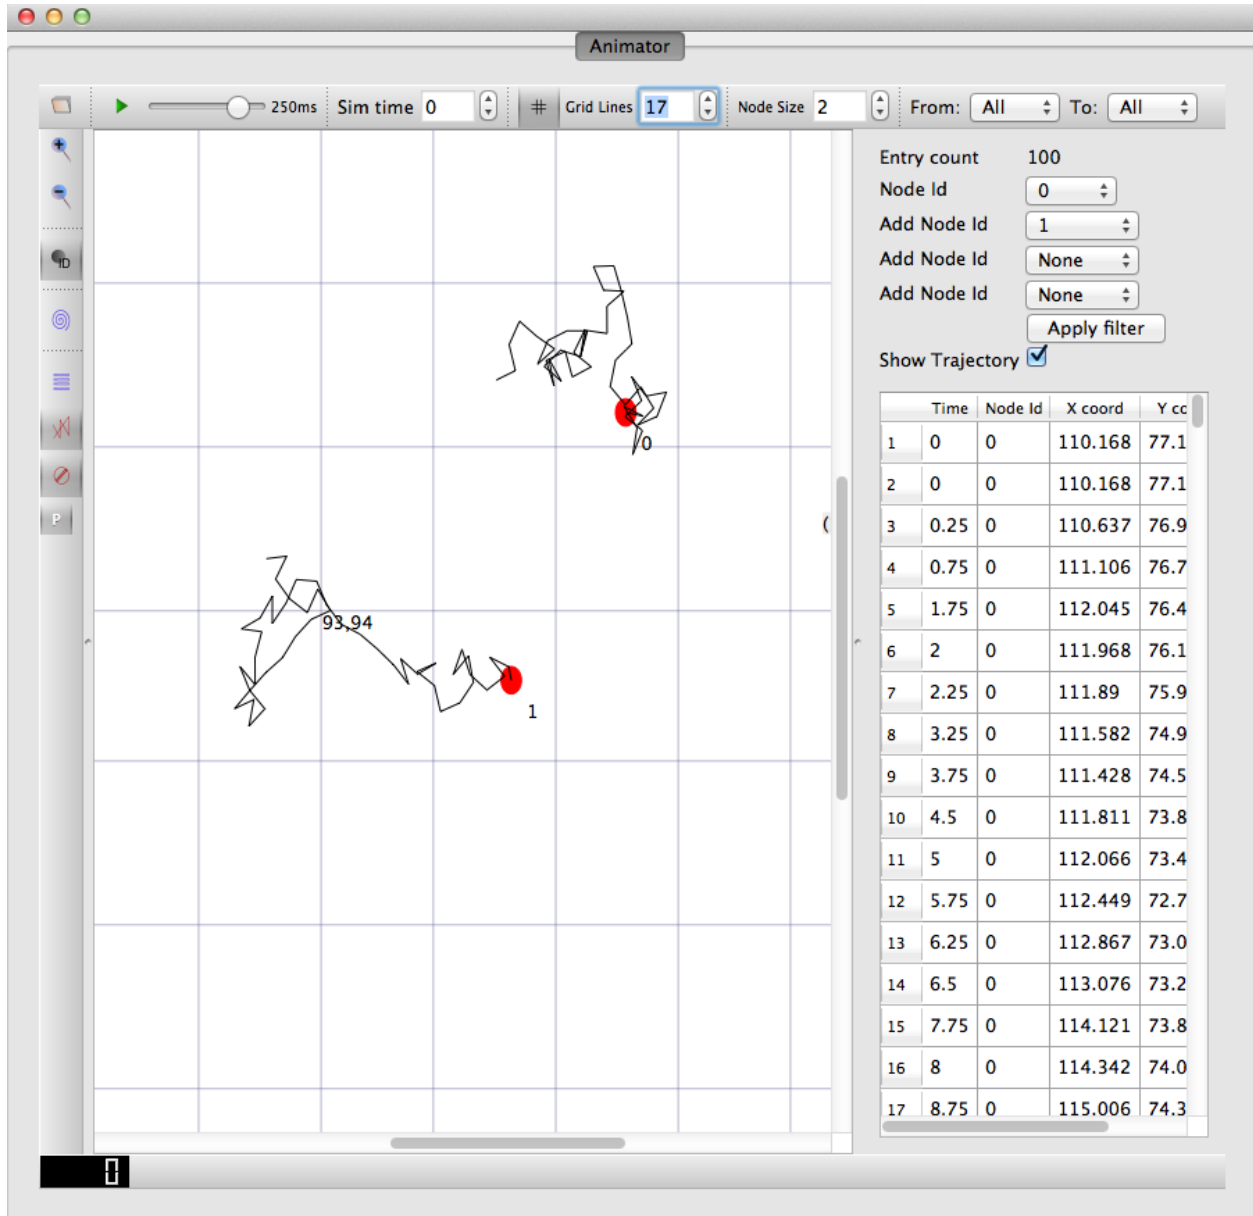 Animator
250ms Sim time 0 # Grid Lines 17 Node Size 2 From: All To: All
Entry count 100
Node Id 0
Add Node Id 1
Add Node Id None
Add Node Id None
Apply filter
Show Trajectory
ID
P
0
93,94
1
(
Time Node Id X coord Y cc
1 0 0 110.168 77.1
2 0 0 110.168 77.1
3 0.25 0 110.637 76.9
4 0.75 0 111.106 76.7
5 1.75 0 112.045 76.4
6 2 0 111.968 76.1
7 2.25 0 111.89 75.9
8 3.25 0 111.582 74.9
9 3.75 0 111.428 74.5
10 4.5 0 111.811 73.8
11 5 0 112.066 73.4
12 5.75 0 112.449 72.7
13 6.25 0 112.867 73.0
14 6.5 0 113.076 73.2
15 7.75 0 114.121 73.8
16 8 0 114.342 74.0
17 8.75 0 115.006 74.3
0